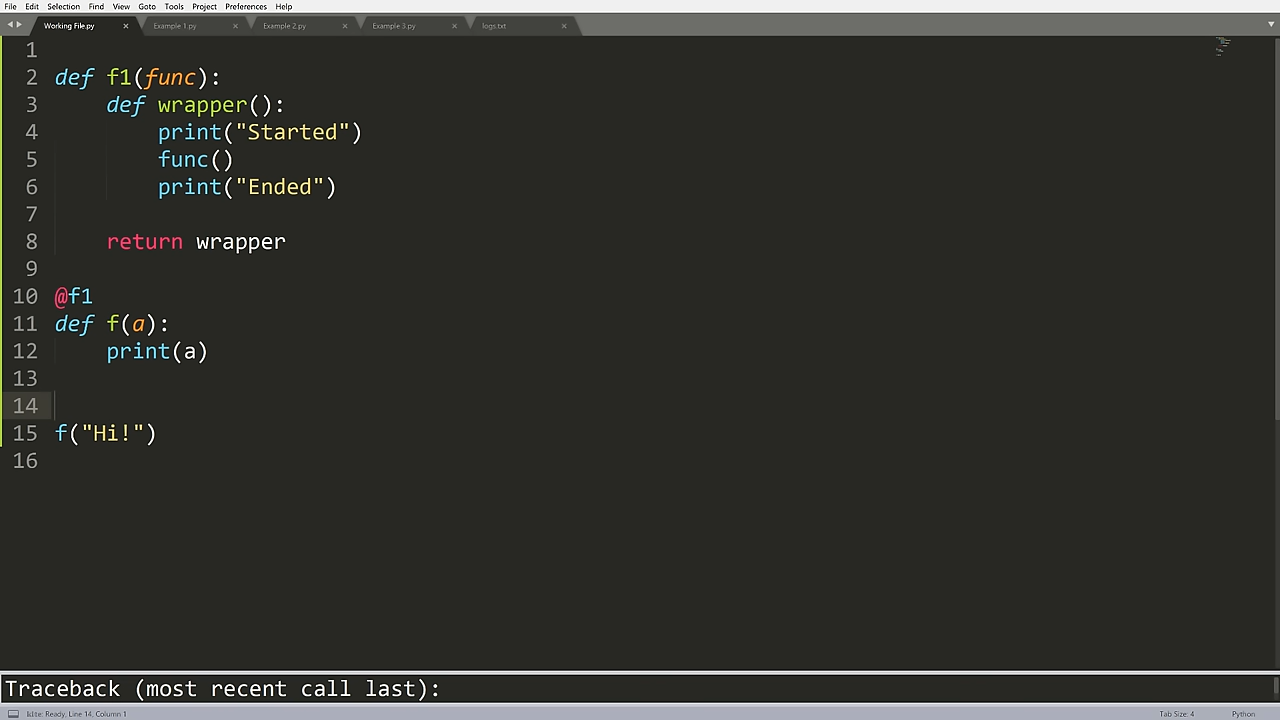 File Edit Selection Find View Goto Tools Project Preferences Help
Working File.py Example 1.py Example 2.py Example 3.py logs.txt
1
2 def f1(func):
3     def wrapper():
4         print("Started")
5         func()
6         print("Ended")
7
8     return wrapper
9
10 @f1
11 def f(a):
12     print(a)
13
14
15 f("Hi!")
16
Traceback (most recent call last):
Ready, Line 14, Column 1 Tab Size: 4 Python